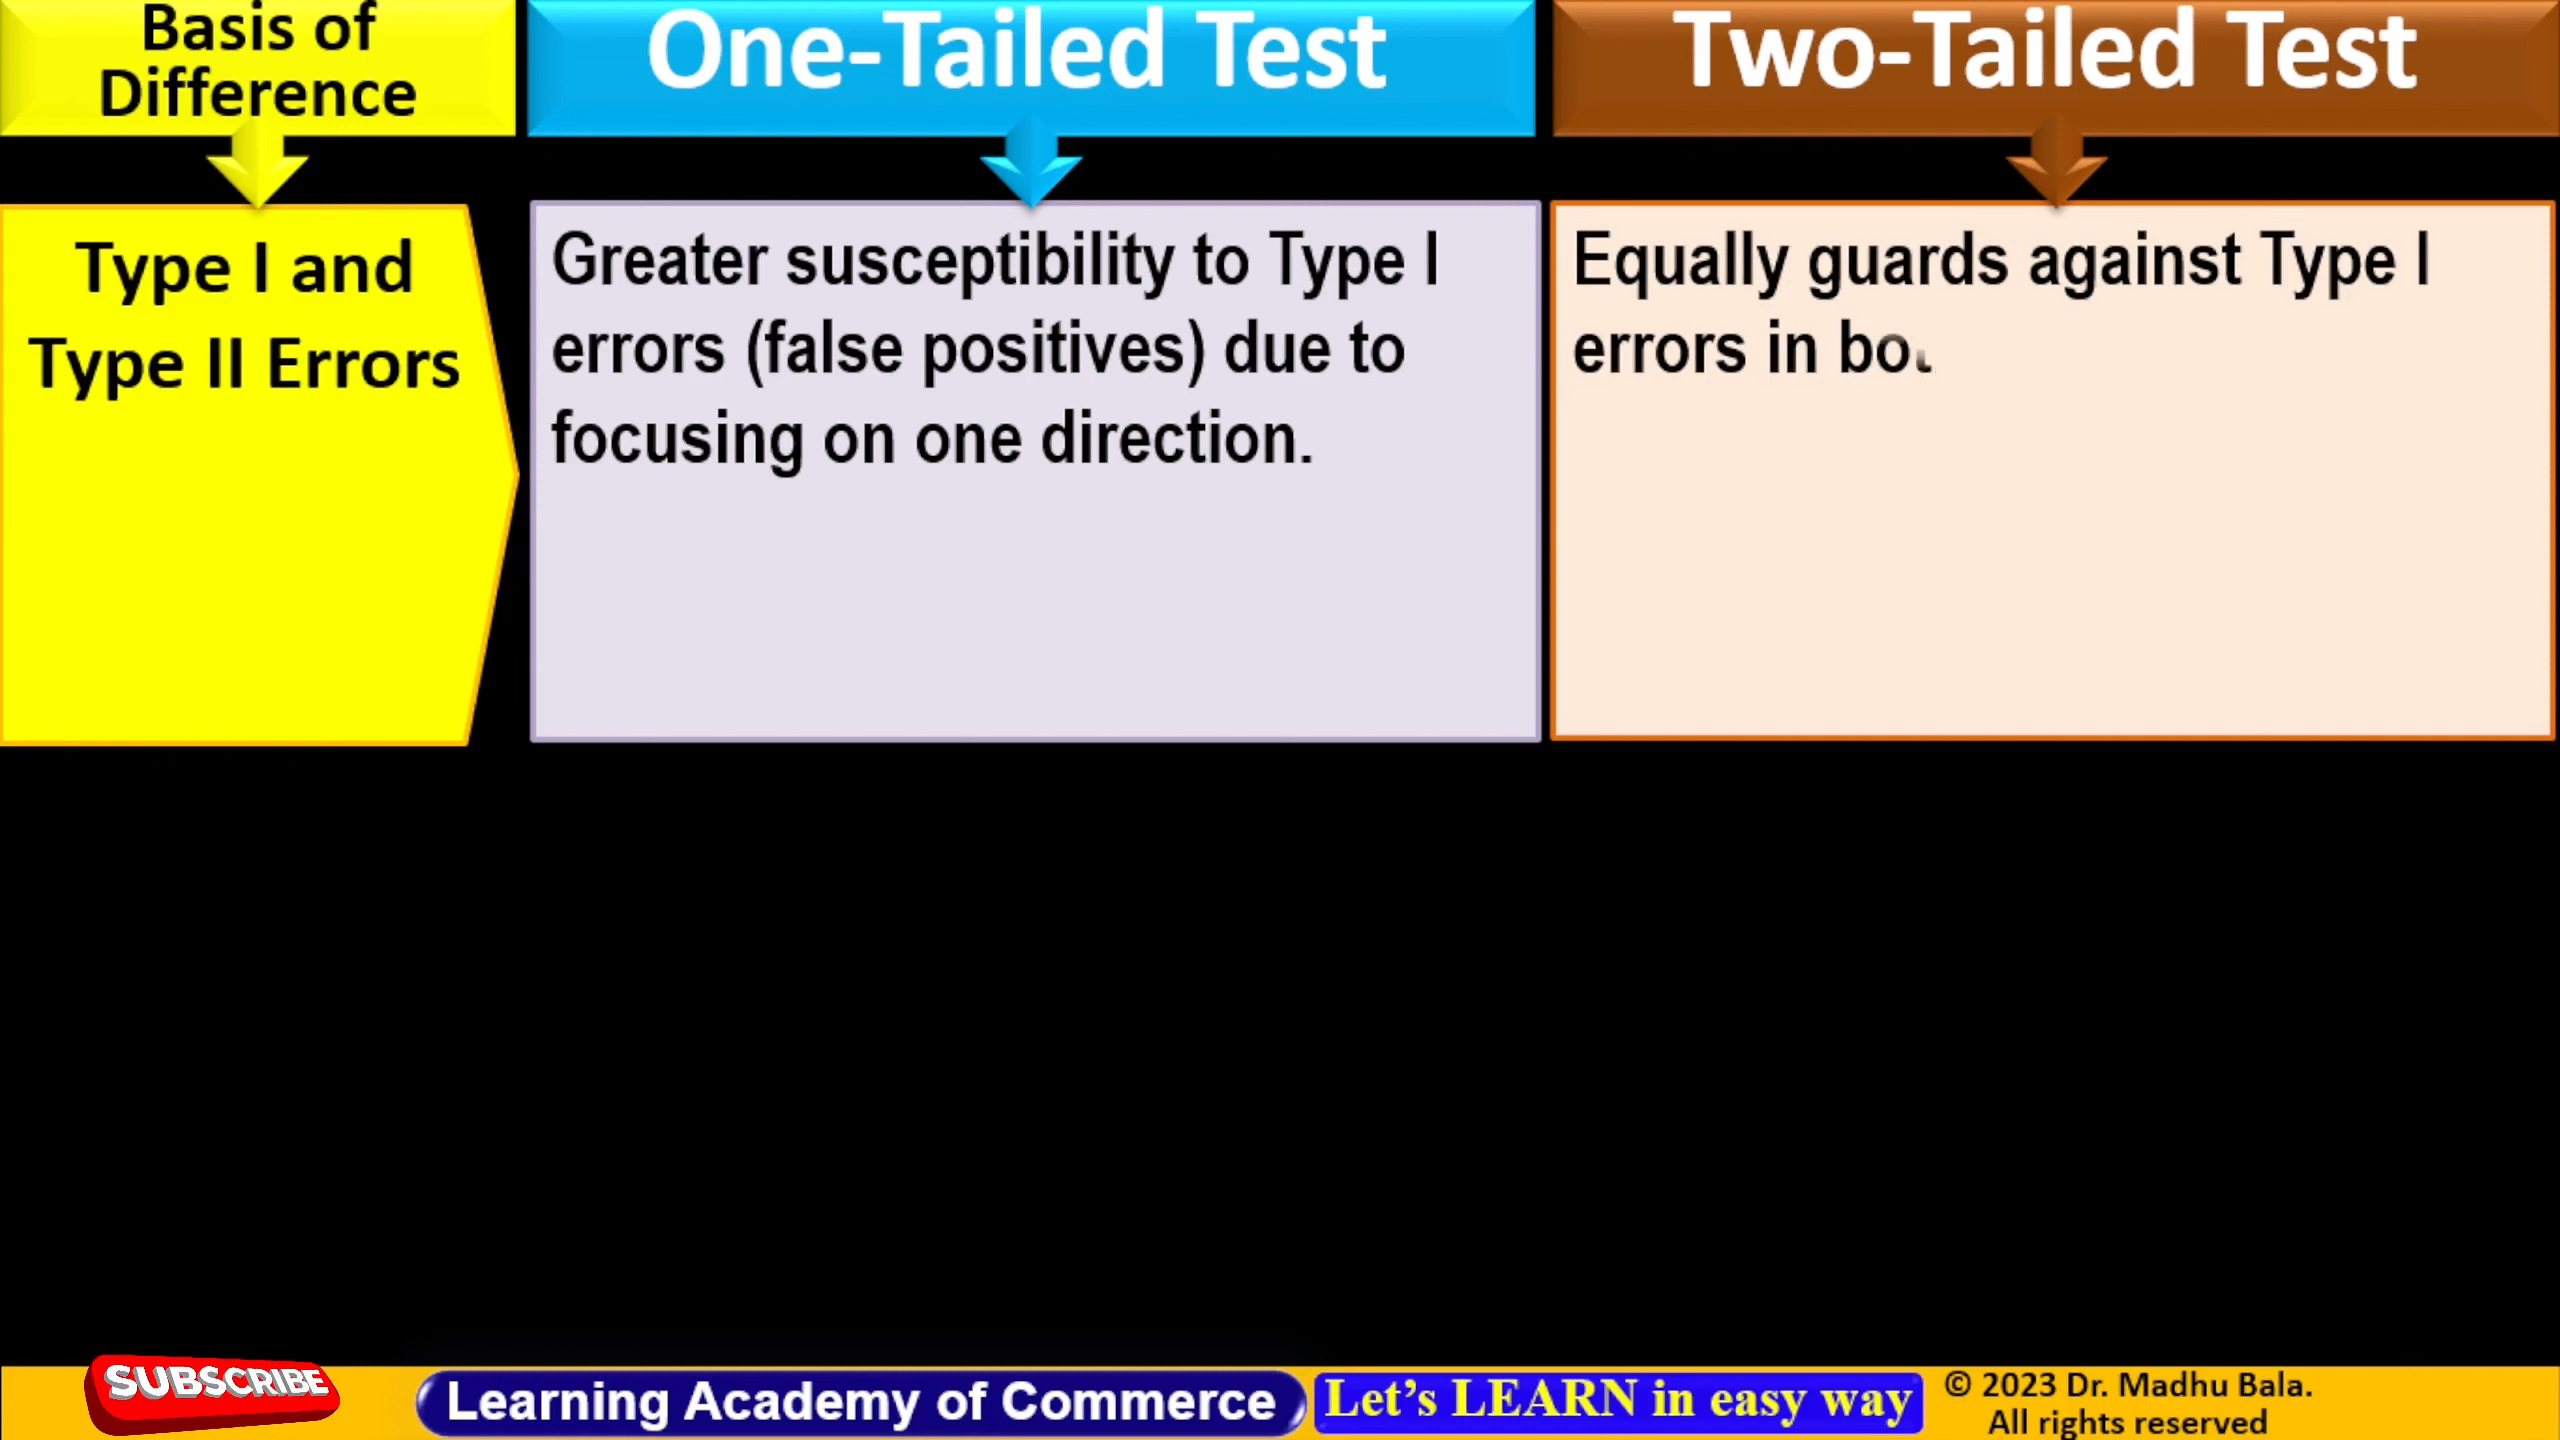 Basis of
Difference
One-Tailed Test
Two-Tailed Test
Type I and
Type II Errors
Greater susceptibility to Type I
errors (false positives) due to
focusing on one direction.
Equally guards against Type I
errors in
SUBSCRIBE
Learning Academy of Commerce
Let's LEARN in easy way
© 2023 Dr. Madhu Bala.
All rights reserved